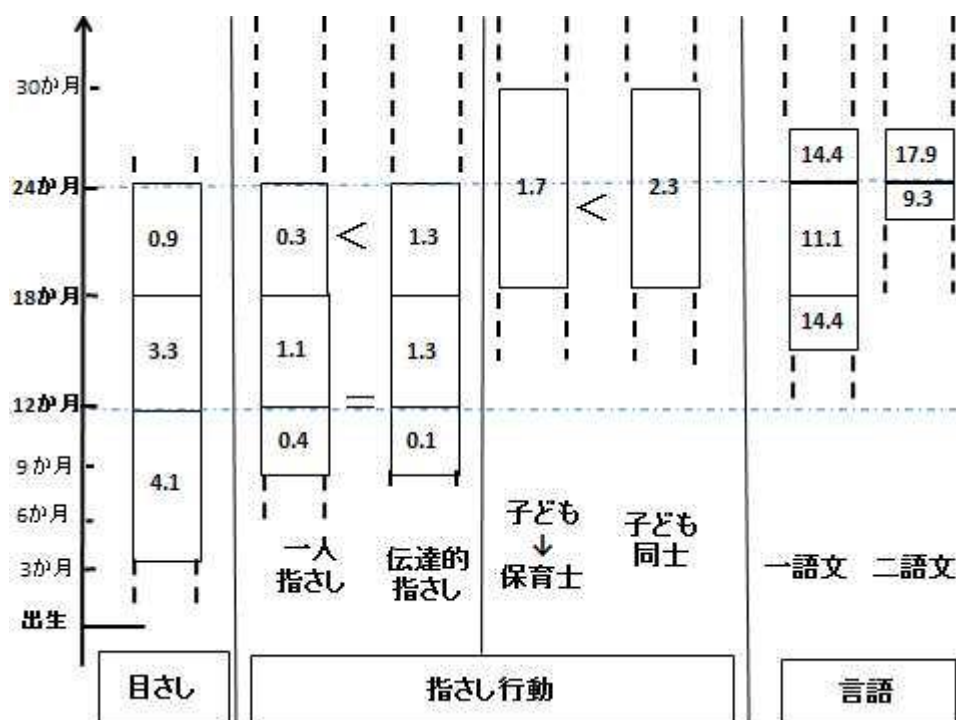 30か月
24か月
18か月
12か月
9か月
6か月
3か月
出生
0.9
3.3
4.1
目さし
0.3
<
1.3
1.1
=
1.3
0.4
0.1
一人
指さし
伝達的
指さし
1.7
<
2.3
子ども
↓
保育士
子ども
同士
指さし行動
14.4
17.9
9.3
11.1
14.4
一語文
二語文
言語